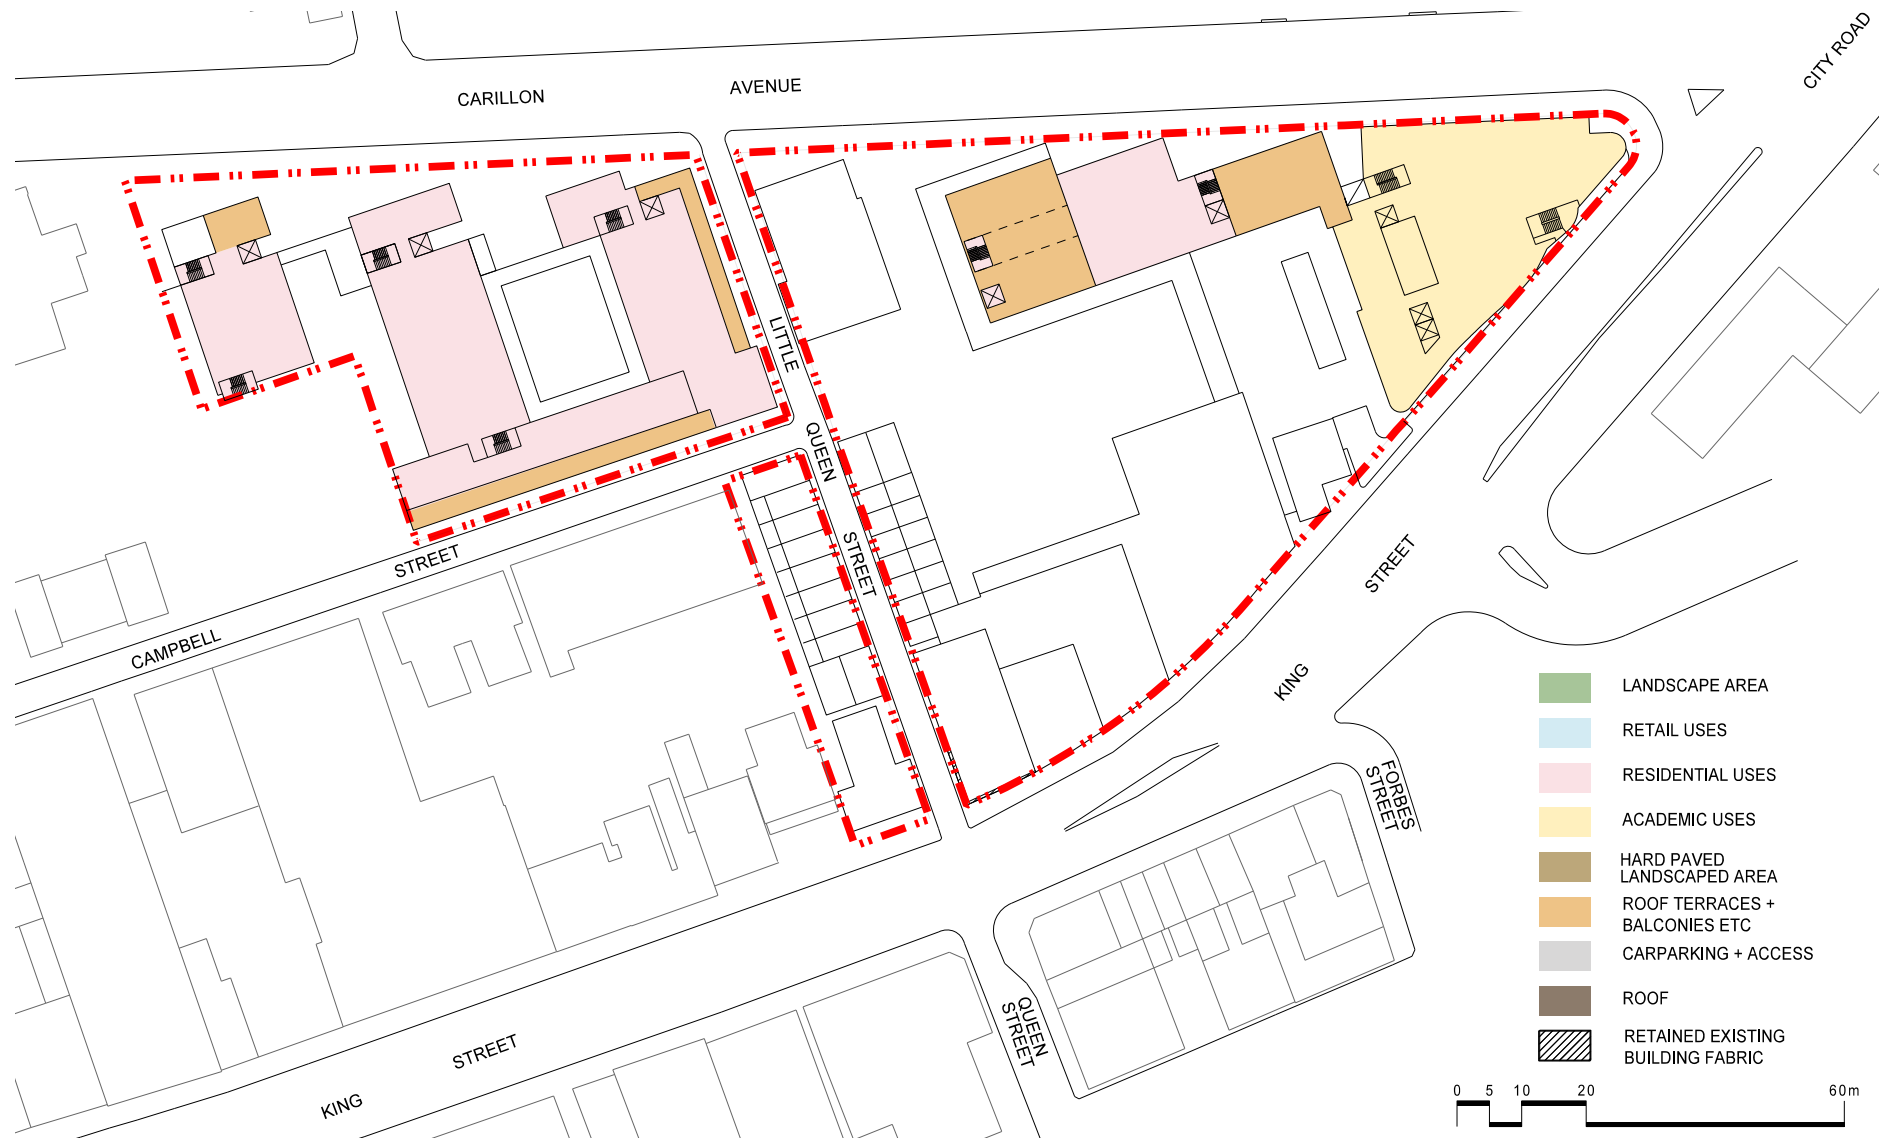 CITY ROAD
CARILLON
AVENUE
LITTLE
QUEEN
STREET
STREET
CAMPBELL
STREET
KING
FORBES
STREET
QUEEN
STREET
STREET
KING
LANDSCAPE AREA
RETAIL USES
RESIDENTIAL USES
ACADEMIC USES
HARD PAVED
LANDSCAPED AREA
ROOF TERRACES +
BALCONIES ETC
CARPARKING + ACCESS
ROOF
RETAINED EXISTING
BUILDING FABRIC
0 5 10 20 60m